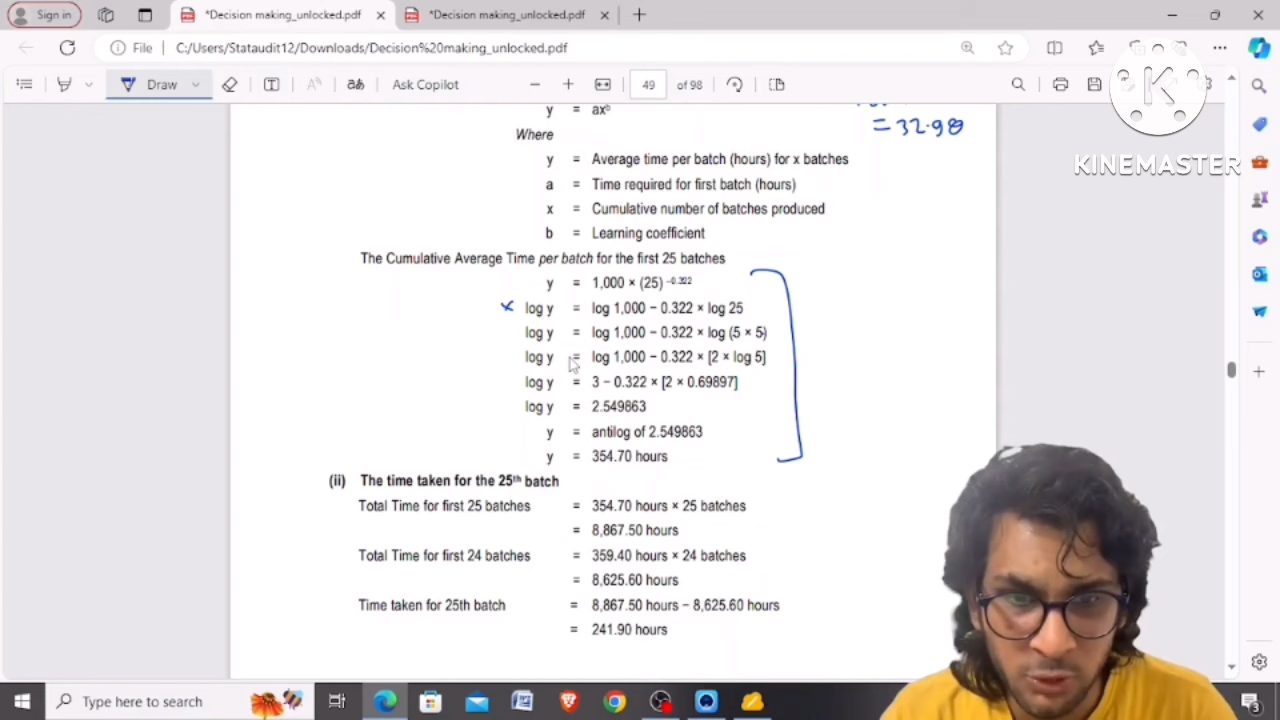 Sign in
*Decision making_unlocked.pdf
*Decision making_unlocked.pdf
File
C:/Users/Stataudit12/Downloads/Decision%20making_unlocked.pdf
Draw
Ask Copilot
49 of 98
y = ax^b
= 32.98
Where
y = Average time per batch (hours) for x batches
a = Time required for first batch (hours)
x = Cumulative number of batches produced
b = Learning coefficient
The Cumulative Average Time per batch for the first 25 batches
y = 1,000 × (25) –0.322
× log y = log 1,000 − 0.322 × log 25
log y = log 1,000 − 0.322 × log (5 × 5)
log y = log 1,000 − 0.322 × [2 × log 5]
log y = 3 − 0.322 × [2 × 0.69897]
log y = 2.549863
y = antilog of 2.549863
y = 354.70 hours
(ii) The time taken for the 25th batch
Total Time for first 25 batches = 354.70 hours × 25 batches
= 8,867.50 hours
Total Time for first 24 batches = 359.40 hours × 24 batches
= 8,625.60 hours
Time taken for 25th batch = 8,867.50 hours − 8,625.60 hours
= 241.90 hours
KINEMASTER
Type here to search